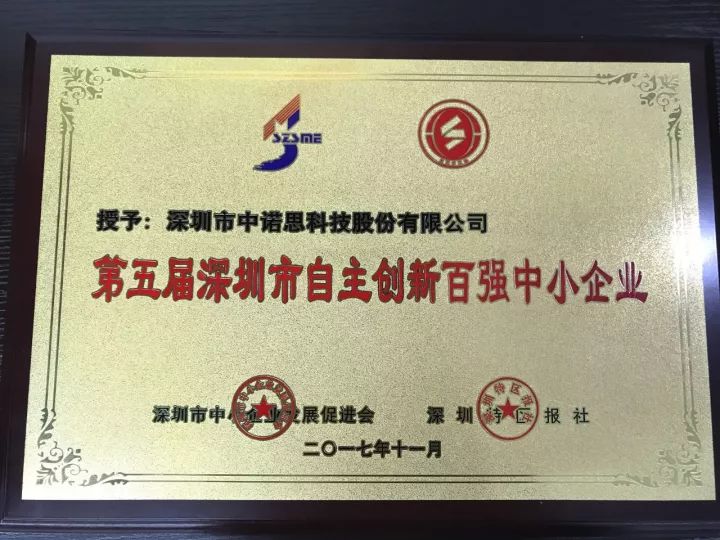 SZSME
授予：深圳市中诺思科技股份有限公司
第五届深圳市自主创新百强中小企业
深圳市中小企业发展促进会 深圳特区报社
二〇一七年十一月